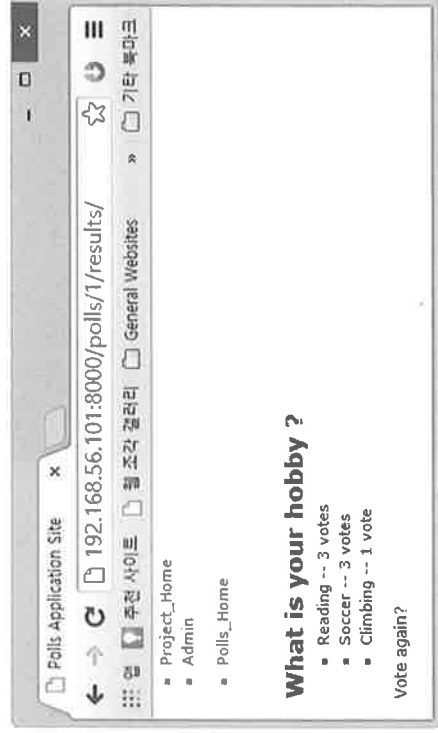 Polls Application Site
192.168.56.101:8000/polls/1/results/
앱 추천 사이트 웹 조각 갤러리 General Websites » 기타 북마크
Project_Home
Admin
Polls_Home
What is your hobby ?
Reading -- 3 votes
Soccer -- 3 votes
Climbing -- 1 vote
Vote again?